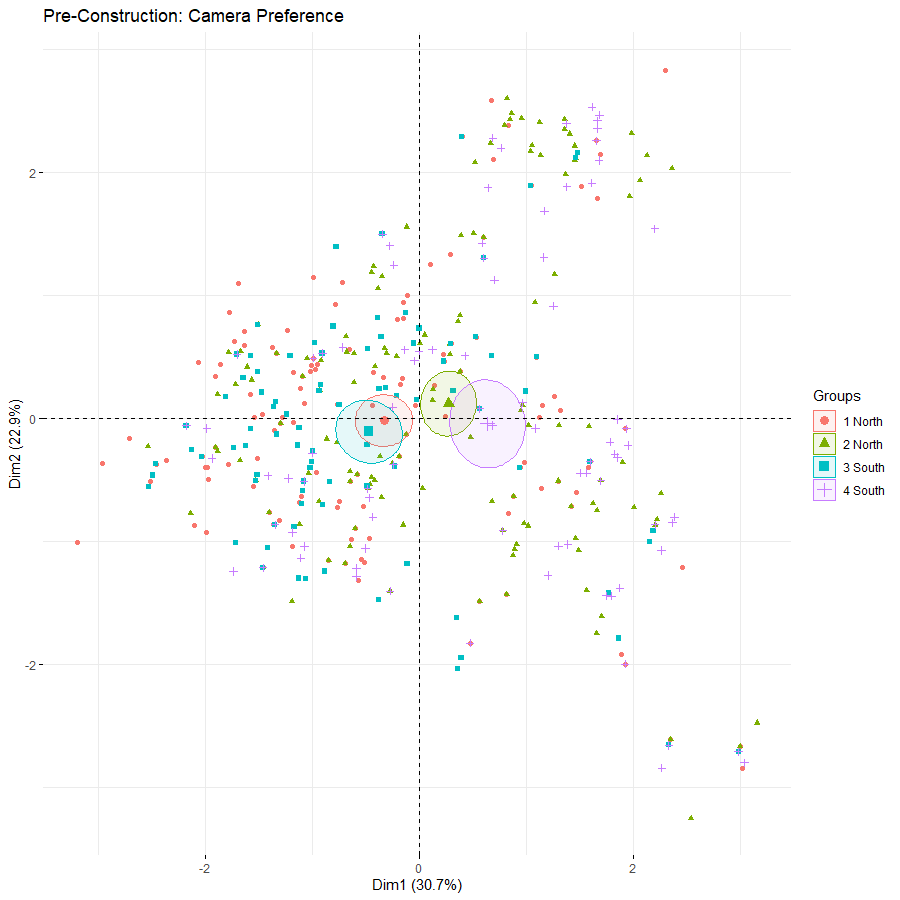 Pre-Construction: Camera Preference
2
0
-2
Dim2 (22.9%)
-2
0
2
Dim1 (30.7%)
Groups
1 North
2 North
3 South
4 South